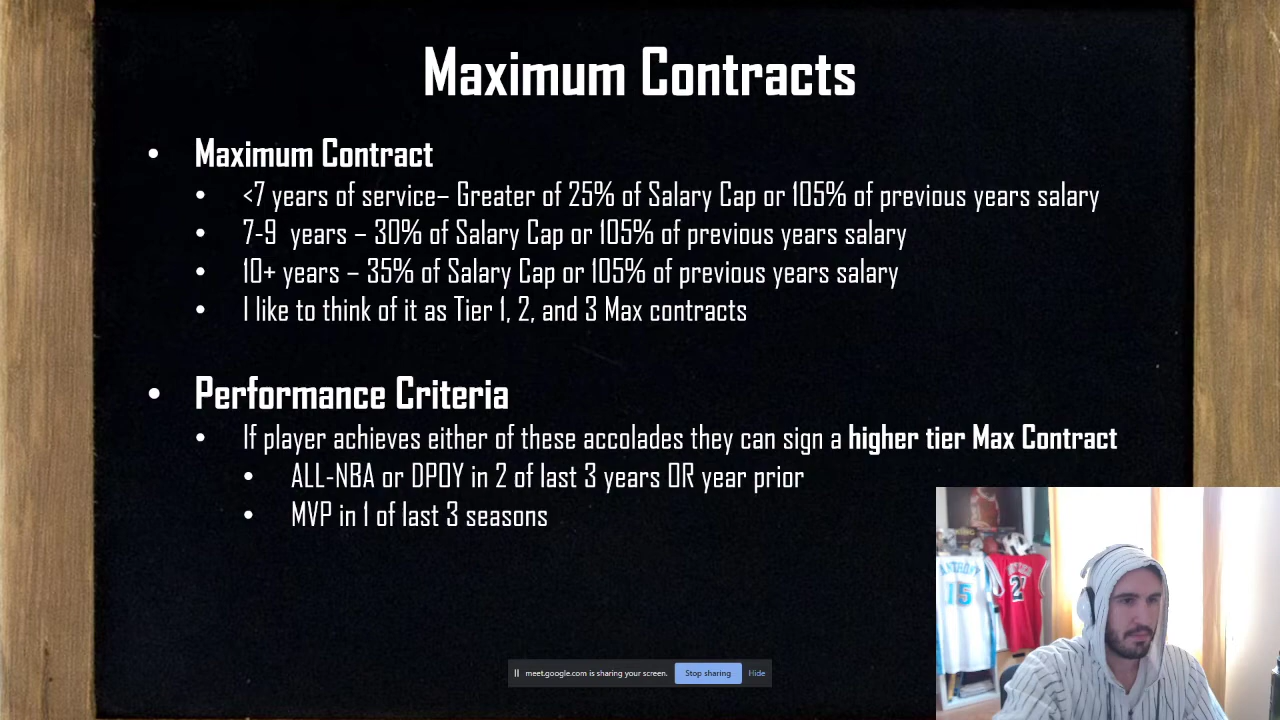 Maximum Contracts
• Maximum Contract
• <7 years of service– Greater of 25% of Salary Cap or 105% of previous years salary
• 7-9 years – 30% of Salary Cap or 105% of previous years salary
• 10+ years – 35% of Salary Cap or 105% of previous years salary
• I like to think of it as Tier 1, 2, and 3 Max contracts
• Performance Criteria
• If player achieves either of these accolades they can sign a higher tier Max Contract
• ALL-NBA or DPOY in 2 of last 3 years OR year prior
• MVP in 1 of last 3 seasons
ANTHONY
15
meet.google.com is sharing your screen. Stop sharing Hide